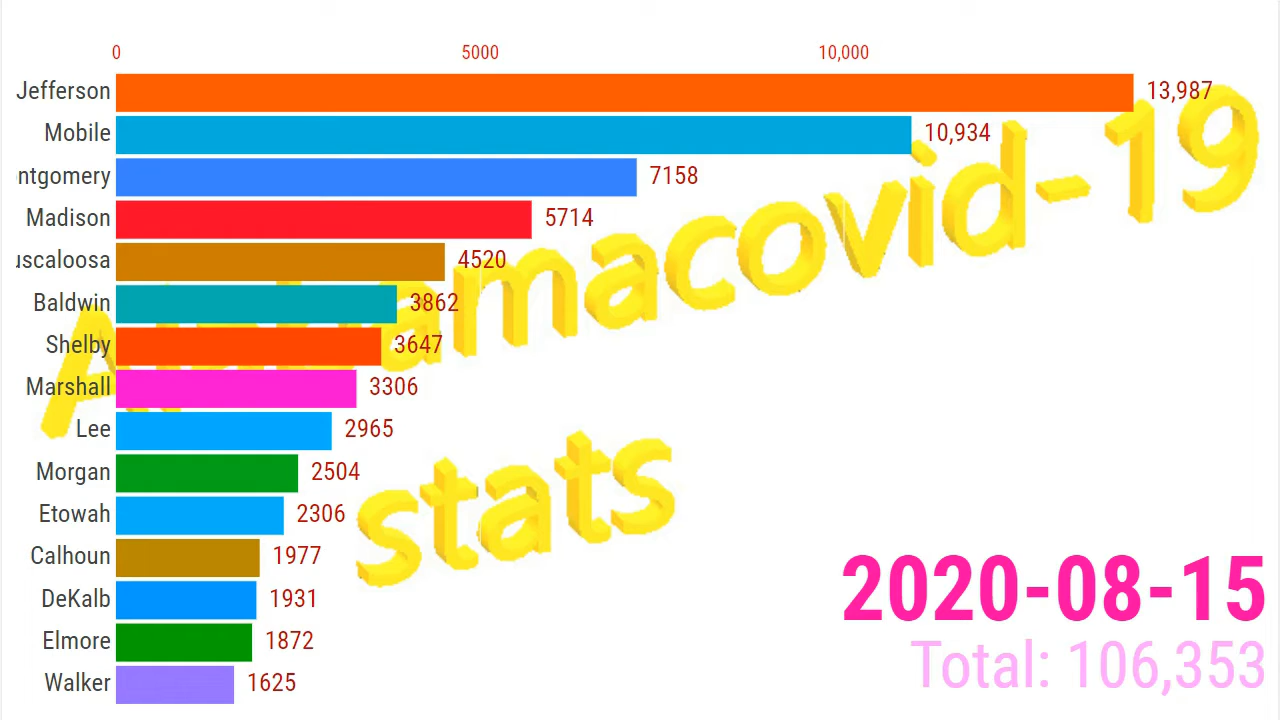 0 5000 10,000
Jefferson 13,987
Mobile 10,934
ntgomery 7158
Madison 5714
uscaloosa 4520
Baldwin 3862
Shelby 3647
Marshall 3306
Lee 2965
Morgan 2504
Etowah 2306
Calhoun 1977
DeKalb 1931
Elmore 1872
Walker 1625
covid-19
stats
2020-08-15
Total: 106,353